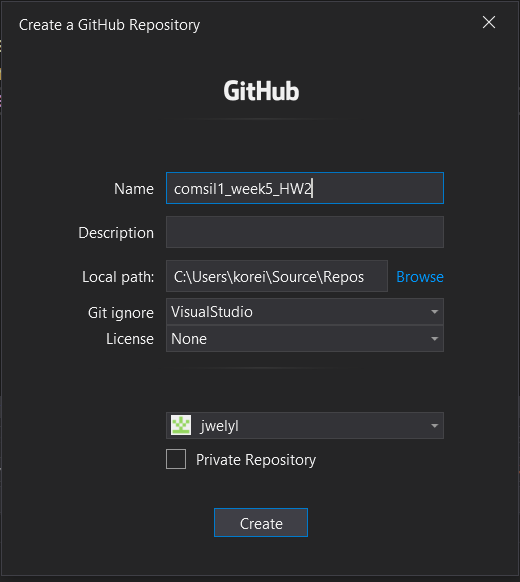 Create a GitHub Repository
GitHub
Name comsil1_week5_HW2
Description
Local path: C:\Users\korei\Source\Repos Browse
Git ignore VisualStudio
License None
jwelyl
Private Repository
Create